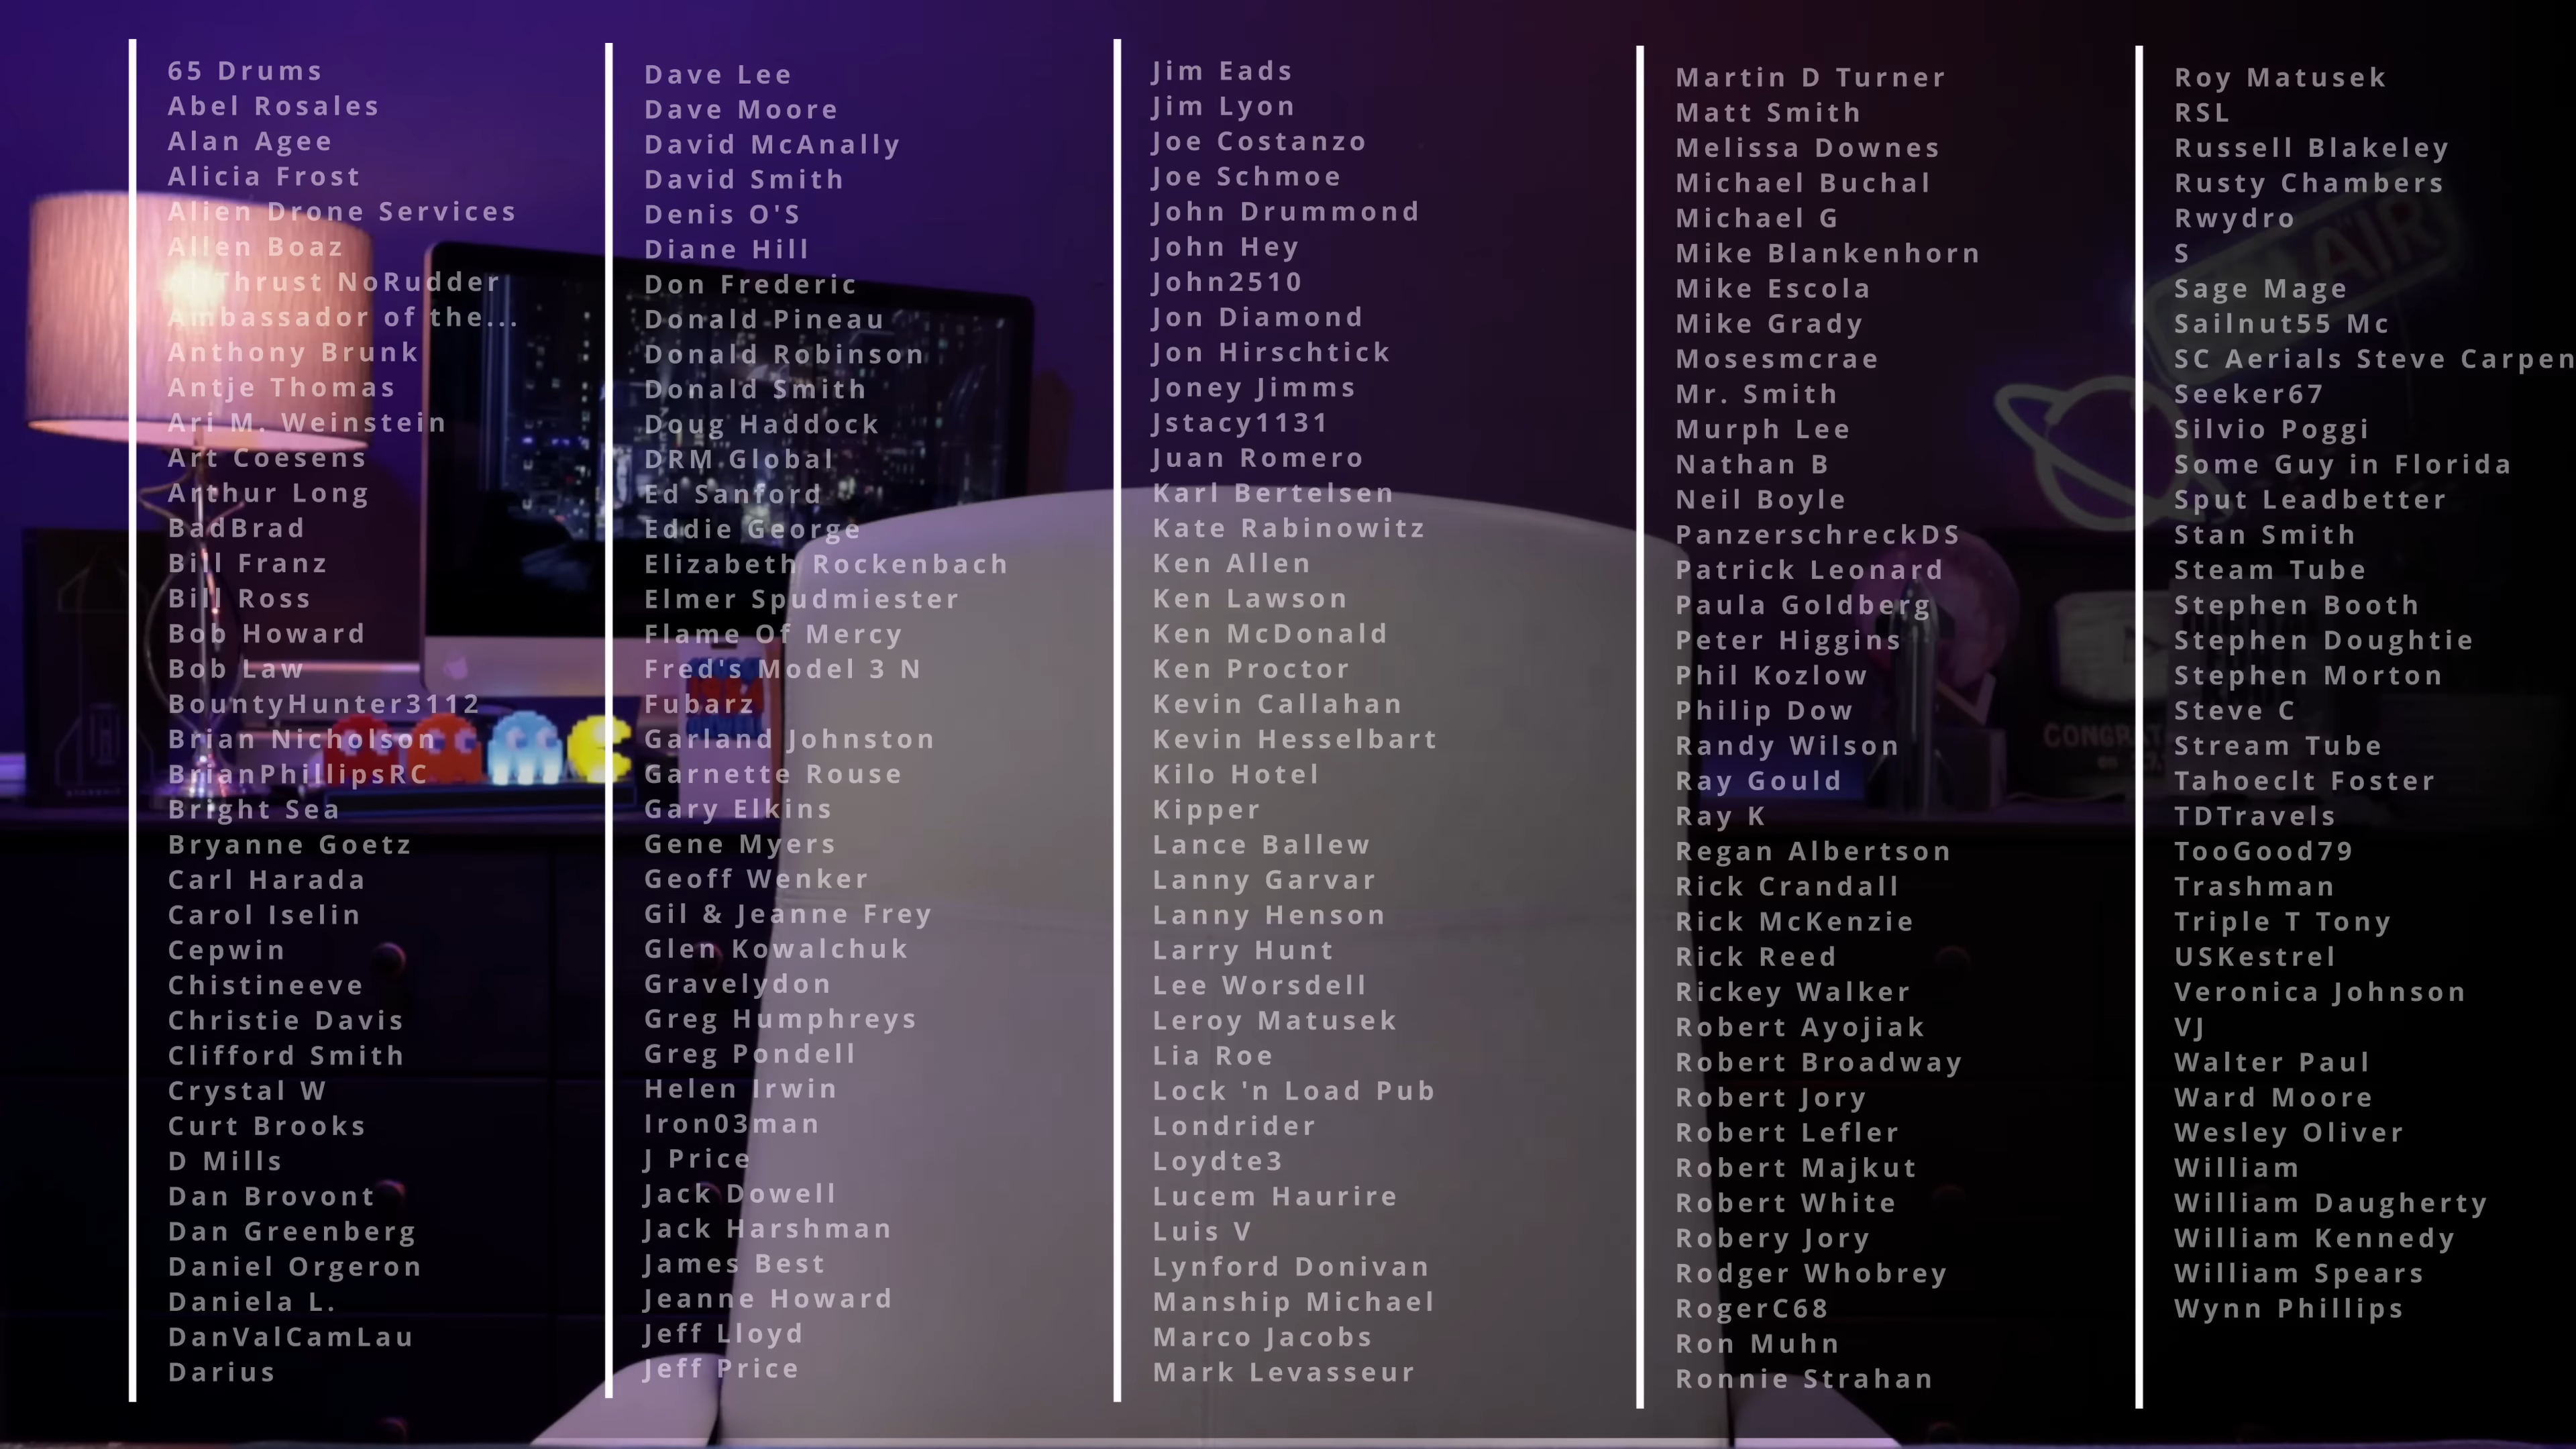 65 Drums
Abel Rosales
Alan Agee
Alicia Frost
Alien Drone Services
Allen Boaz
AllThrust NoRudder
Ambassador of the...
Anthony Brunk
Antje Thomas
Ari M. Weinstein
Art Coesens
Arthur Long
BadBrad
Bill Franz
Bill Ross
Bob Howard
Bob Law
BountyHunter3112
Brian Nicholson
BrianPhillipsRC
Bright Sea
Bryanne Goetz
Carl Harada
Carol Iselin
Cepwin
Chistineeve
Christie Davis
Clifford Smith
Crystal W
Curt Brooks
D Mills
Dan Brovont
Dan Greenberg
Daniel Orgeron
Daniela L.
DanValCamLau
Darius
Dave Lee
Dave Moore
David McAnally
David Smith
Denis O'S
Diane Hill
Don Frederic
Donald Pineau
Donald Robinson
Donald Smith
Doug Haddock
DRM Global
Ed Sanford
Eddie George
Elizabeth Rockenbach
Elmer Spudmiester
Flame Of Mercy
Fred's Model 3 N
Fubarz
Garland Johnston
Garnette Rouse
Gary Elkins
Gene Myers
Geoff Wenker
Gil & Jeanne Frey
Glen Kowalchuk
Gravelydon
Greg Humphreys
Greg Pondell
Helen Irwin
Iron03man
J Price
Jack Dowell
Jack Harshman
James Best
Jeanne Howard
Jeff Lloyd
Jeff Price
Jim Eads
Jim Lyon
Joe Costanzo
Joe Schmoe
John Drummond
John Hey
John2510
Jon Diamond
Jon Hirschtick
Joney Jimms
Jstacy1131
Juan Romero
Karl Bertelsen
Kate Rabinowitz
Ken Allen
Ken Lawson
Ken McDonald
Ken Proctor
Kevin Callahan
Kevin Hesselbart
Kilo Hotel
Kipper
Lance Ballew
Lanny Garvar
Lanny Henson
Larry Hunt
Lee Worsdell
Leroy Matusek
Lia Roe
Lock 'n Load Pub
Londrider
Loydte3
Lucem Haurire
Luis V
Lynford Donivan
Manship Michael
Marco Jacobs
Mark Levasseur
Martin D Turner
Matt Smith
Melissa Downes
Michael Buchal
Michael G
Mike Blankenhorn
Mike Escola
Mike Grady
Mosesmcrae
Mr. Smith
Murph Lee
Nathan B
Neil Boyle
PanzerschreckDS
Patrick Leonard
Paula Goldberg
Peter Higgins
Phil Kozlow
Philip Dow
Randy Wilson
Ray Gould
Ray K
Regan Albertson
Rick Crandall
Rick McKenzie
Rick Reed
Rickey Walker
Robert Ayojiak
Robert Broadway
Robert Jory
Robert Lefler
Robert Majkut
Robert White
Robery Jory
Rodger Whobrey
RogerC68
Ron Muhn
Ronnie Strahan
Roy Matusek
RSL
Russell Blakeley
Rusty Chambers
Rwydro
S
Sage Mage
Sailnut55 Mc
SC Aerials Steve Carpen
Seeker67
Silvio Poggi
Some Guy in Florida
Sput Leadbetter
Stan Smith
Steam Tube
Stephen Booth
Stephen Doughtie
Stephen Morton
Steve C
Stream Tube
Tahoeclt Foster
TDTravels
TooGood79
Trashman
Triple T Tony
USKestrel
Veronica Johnson
VJ
Walter Paul
Ward Moore
Wesley Oliver
William
William Daugherty
William Kennedy
William Spears
Wynn Phillips
AIR